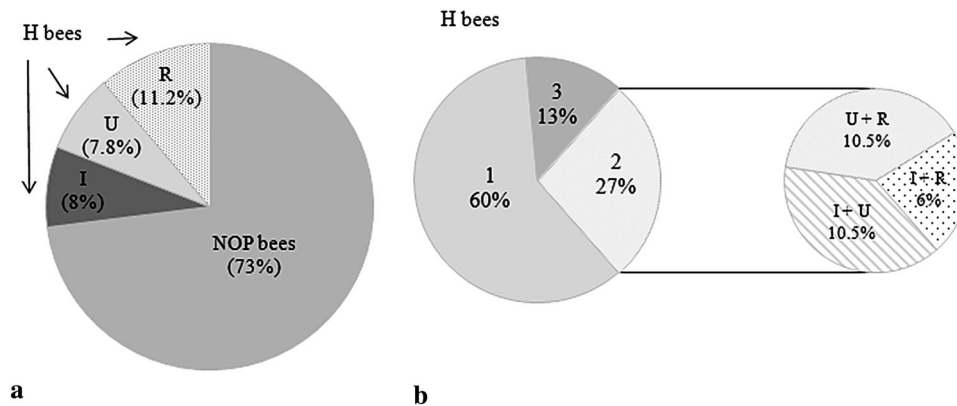 H bees
R
(11.2%)
U
(7.8%)
I
(8%)
NOP bees
(73%)
a
H bees
3
13%
1
60%
2
27%
U + R
10.5%
I + R
6%
I + U
10.5%
b